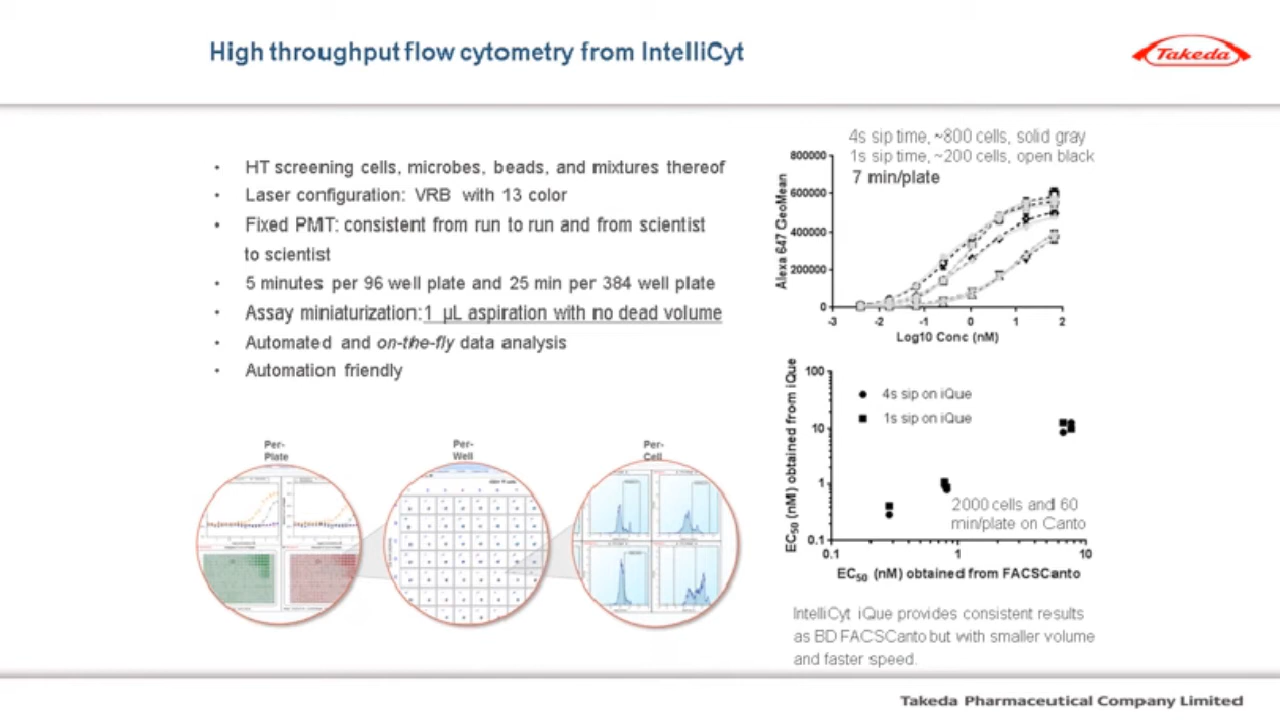 High throughput flow cytometry from IntelliCyt
Takeda
• HT screening cells, microbes, beads, and mixtures thereof
• Laser configuration: VRB with 13 color
• Fixed PMT: consistent from run to run and from scientist
to scientist
• 5 minutes per 96 well plate and 25 min per 384 well plate
• Assay miniaturization: 1 µL aspiration with no dead volume
• Automated and on-the-fly data analysis
• Automation friendly
Per-
Plate
Per-
Well
Per-
Cell
4s sip time, ~800 cells, solid gray
1s sip time, ~200 cells, open black
7 min/plate
Alexa 647 GeoMean
800000
600000
400000
200000
0
-3 -2 -1 0 1 2
Log10 Conc (nM)
EC50 (nM) obtained from iQue
100
10
1
0.1
4s sip on iQue
1s sip on iQue
2000 cells and 60
min/plate on Canto
0.1 1 10
EC50 (nM) obtained from FACSCanto
IntelliCyt iQue provides consistent results
as BD FACSCanto but with smaller volume
and faster speed.
Takeda Pharmaceutical Company Limited